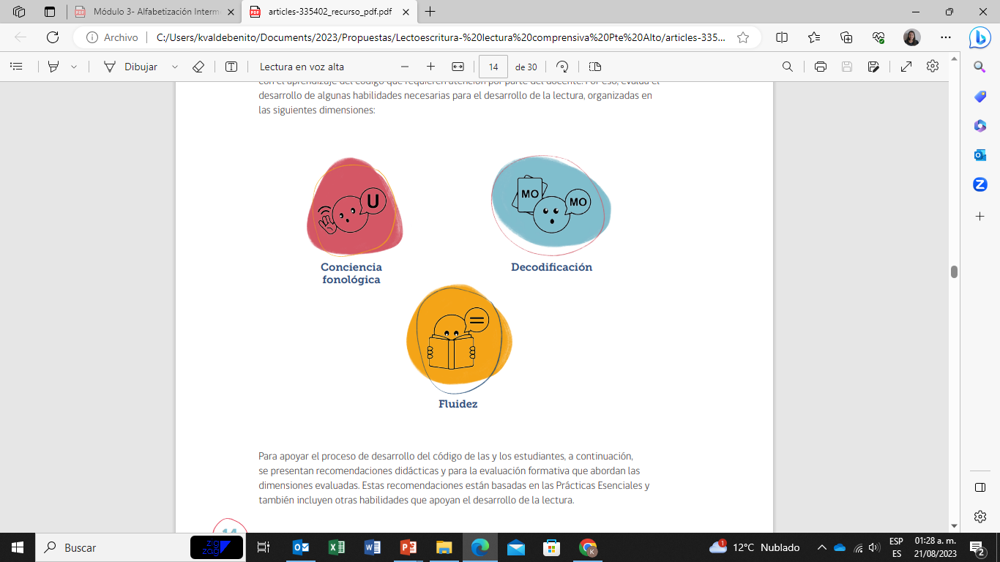 Módulo 3- Alfabetización Interm
articles-335402_recurso_pdf.pdf
Archivo
C:/Users/kvaldebenito/Documents/2023/Propuestas/Lectoescritura-%20lectura%20comprensiva%20Pte%20Alto/articles-335...
Dibujar
Lectura en voz alta
14
de 30
con el aprendizaje del código que requieren atención por parte del docente. Por eso, evalúa el
desarrollo de algunas habilidades necesarias para el desarrollo de la lectura, organizadas en
las siguientes dimensiones:
U
MO
MO
Conciencia
fonológica
Decodificación
=
Fluidez
Para apoyar el proceso de desarrollo del código de las y los estudiantes, a continuación,
se presentan recomendaciones didácticas y para la evaluación formativa que abordan las
dimensiones evaluadas. Estas recomendaciones están basadas en las Prácticas Esenciales y
también incluyen otras habilidades que apoyan el desarrollo de la lectura.
14
Buscar
zig
zag
1
12°C Nublado
ESP
ES
01:28 a. m.
21/08/2023
2